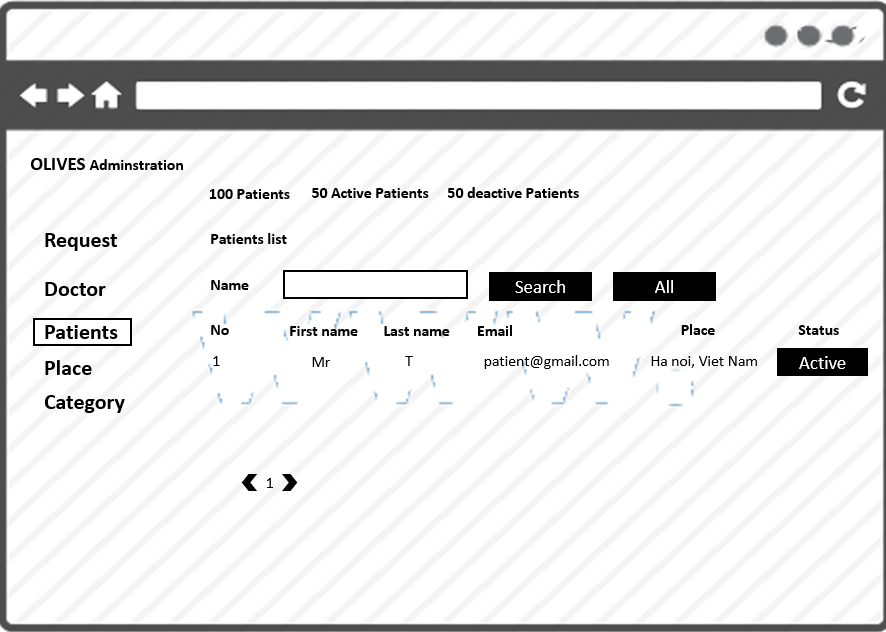 OLIVES Adminstration
100 Patients 50 Active Patients 50 deactive Patients
Request
Patients list
Doctor
Name Search All
Patients
No First name Last name Email Place Status
1 Mr T patient@gmail.com Ha noi, Viet Nam Active
Place
Category
1